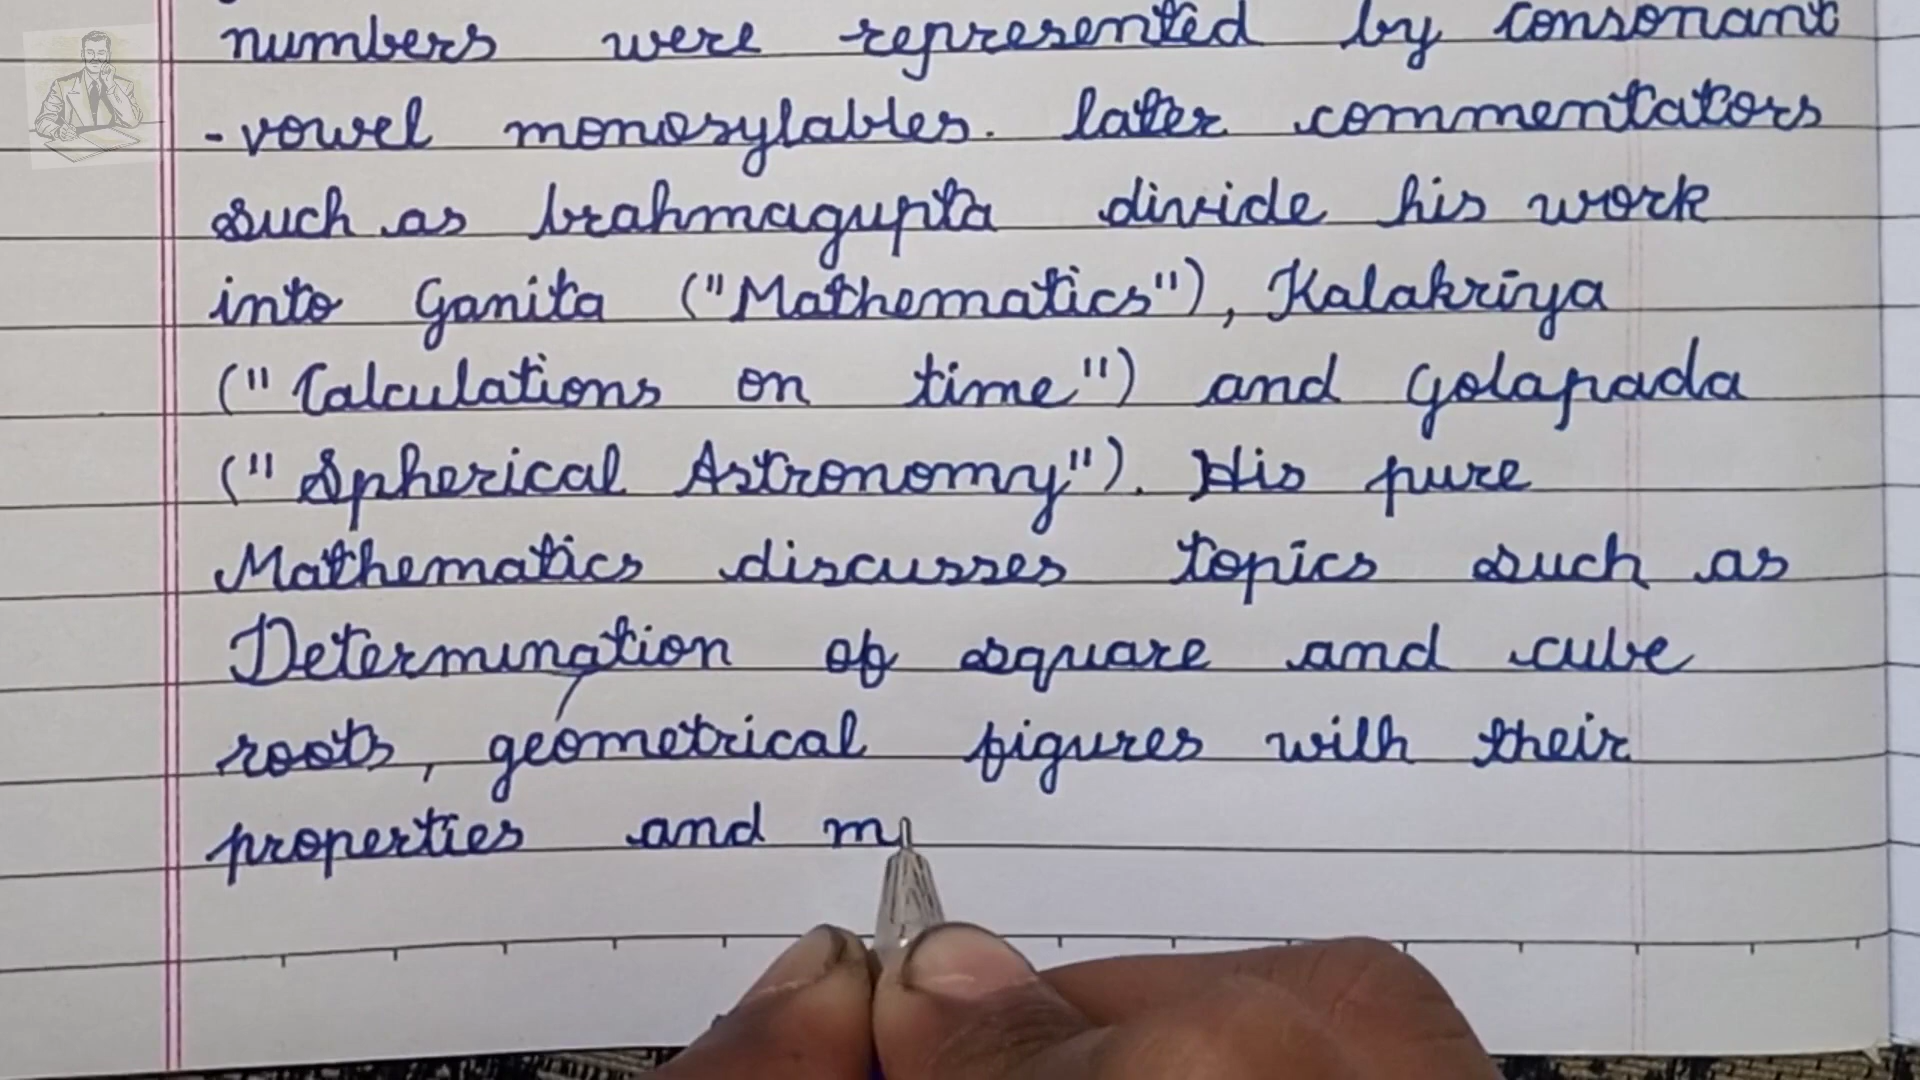 numbers were represented by consonant
-vowel monosylables. later commentators
such as brahmagupta divide his work
into Ganita ("Mathematics"), Kalakriya
("Calculations on time") and Golapada
("Spherical Astronomy"). His pure
Mathematics discusses topics such as
Determination of square and cube
roots, geometrical figures with their
properties and m